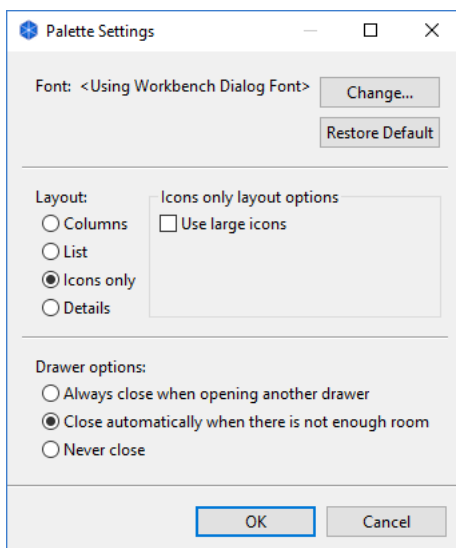 Palette Settings
Font: <Using Workbench Dialog Font>
Change...
Restore Default
Layout:
Columns
List
Icons only
Details
Icons only layout options
Use large icons
Drawer options:
Always close when opening another drawer
Close automatically when there is not enough room
Never close
OK
Cancel